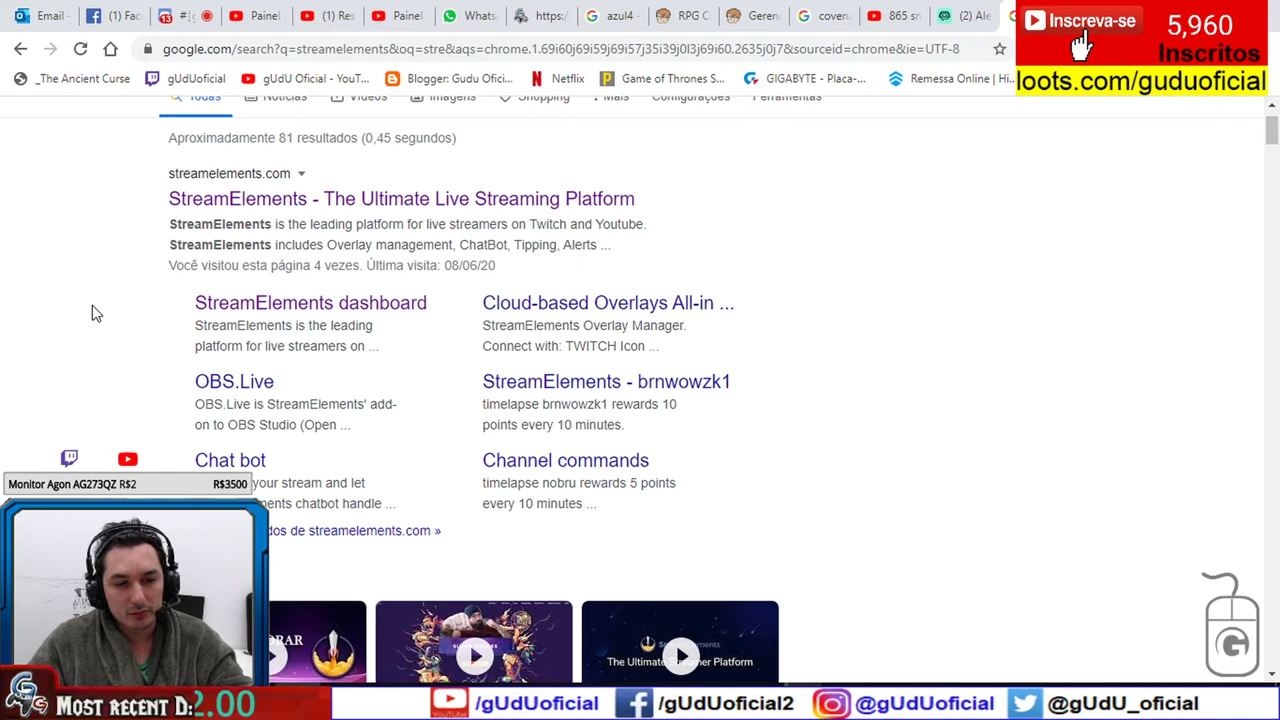 Email -
(1) Fac
13
#|g
Painel
(1) Res
Painel
Whats
https:/
azul4 -
RPG C
Gerenc
covena
865 sn
(2) Ale
Inscreva-se
5,960
Inscritos
loots.com/guduoficial
google.com/search?q=streamelements&oq=stre&aqs=chrome.1.69i60j69i59j69i57j35i39j0l3j69i60.2635j0j7&sourceid=chrome&ie=UTF-8
_The Ancient Curse
gUdUoficial
gUdU Oficial - YouT...
Blogger: Gudu Ofici...
Netflix
Game of Thrones S...
GIGABYTE - Placa-...
Remessa Online | Hi...
Todas
Notícias
Vídeos
Imagens
Shopping
Mais
Configurações
Ferramentas
Aproximadamente 81 resultados (0,45 segundos)
streamelements.com
StreamElements - The Ultimate Live Streaming Platform
StreamElements is the leading platform for live streamers on Twitch and Youtube.
StreamElements includes Overlay management, ChatBot, Tipping, Alerts ...
Você visitou esta página 4 vezes. Última visita: 08/06/20
StreamElements dashboard
StreamElements is the leading
platform for live streamers on ...
Cloud-based Overlays All-in ...
StreamElements Overlay Manager.
Connect with: TWITCH Icon ...
OBS.Live
OBS.Live is StreamElements' add-
on to OBS Studio (Open ...
StreamElements - brnwowzk1
timelapse brnwowzk1 rewards 10
points every 10 minutes.
Chat bot
your stream and let
ments chatbot handle ...
Channel commands
timelapse nobru rewards 5 points
every 10 minutes ...
dos de streamelements.com »
Monitor Agon AG273QZ R$2
R$3500
RAR
StreamElements
The Ultimate Streamer Platform
G
Most recent D:
2.00
YouTube
/gUdUoficial
/gUdUoficial2
@gUdUoficial
@gUdU_oficial